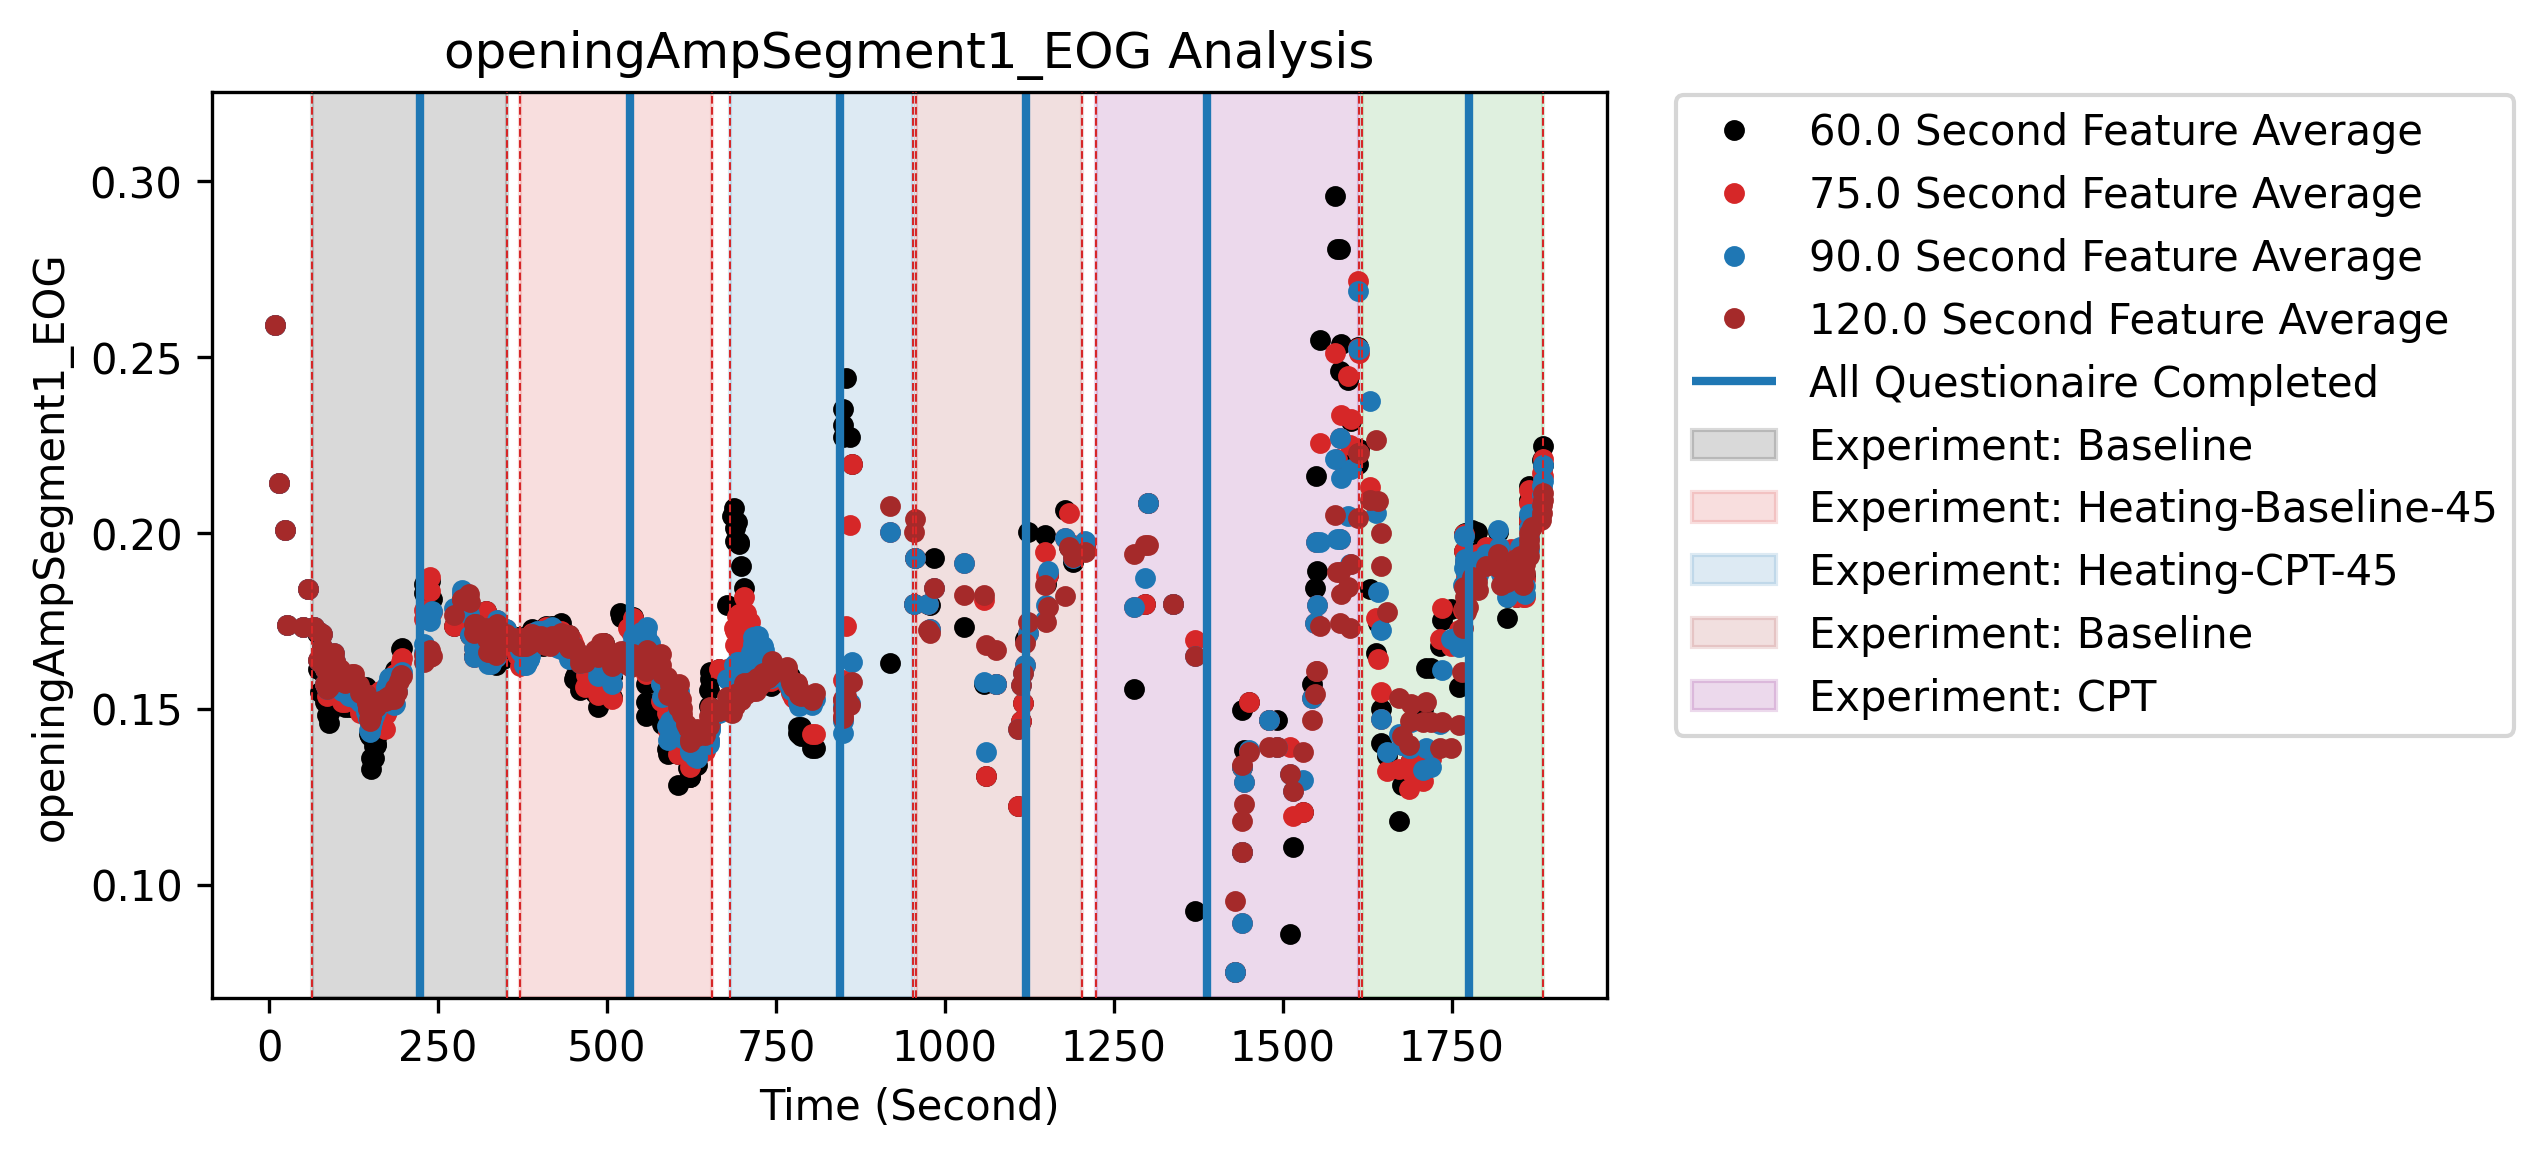 openingAmpSegment1_EOG Analysis
openingAmpSegment1_EOG
0.30
0.25
0.20
0.15
0.10
0
250
500
750
1000
1250
1500
1750
Time (Second)
60.0 Second Feature Average
75.0 Second Feature Average
90.0 Second Feature Average
120.0 Second Feature Average
All Questionaire Completed
Experiment: Baseline
Experiment: Heating-Baseline-45
Experiment: Heating-CPT-45
Experiment: Baseline
Experiment: CPT